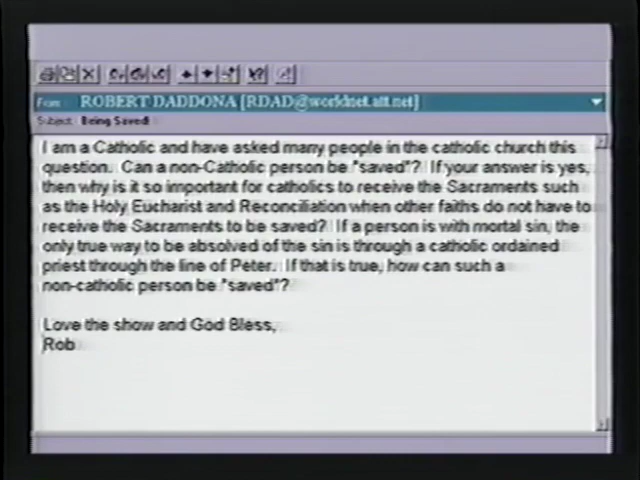 From: ROBERT DADDONA [RDAD@worldnet.att.net]
Subject: Being Saved!
I am a Catholic and have asked many people in the catholic church this
question. Can a non-Catholic person be "saved"? If your answer is yes,
then why is it so important for catholics to receive the Sacraments such
as the Holy Eucharist and Reconciliation when other faiths do not have to
receive the Sacraments to be saved? If a person is with mortal sin, the
only true way to be absolved of the sin is through a catholic ordained
priest through the line of Peter. If that is true, how can such a
non-catholic person be "saved"?
Love the show and God Bless,
Rob